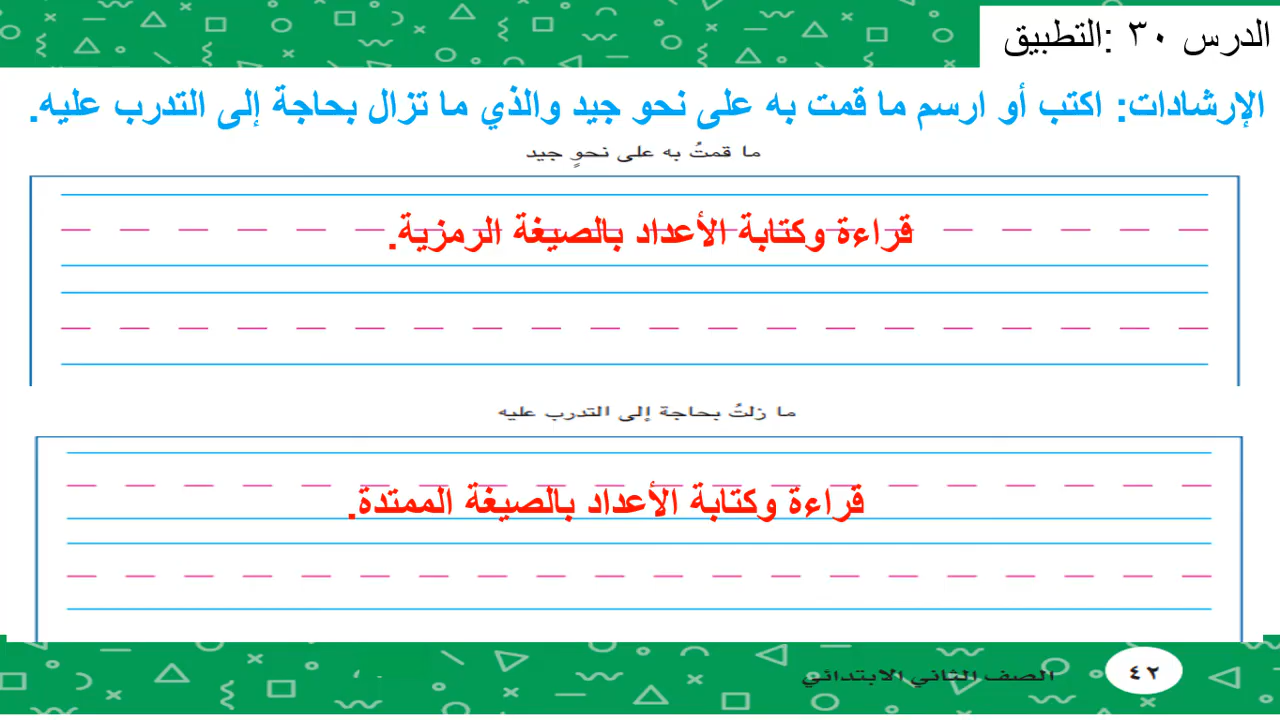 الدرس ٣٠ :التطبيق
الإرشادات: اكتب أو ارسم ما قمت به على نحو جيد والذي ما تزال بحاجة إلى التدرب عليه.
ما قمتُ به على نحوٍ جيد
قراءة وكتابة الأعداد بالصيغة الرمزية.
ما زلتُ بحاجة إلى التدرب عليه
قراءة وكتابة الأعداد بالصيغة الممتدة.
الصف الثاني الابتدائي
٤٢